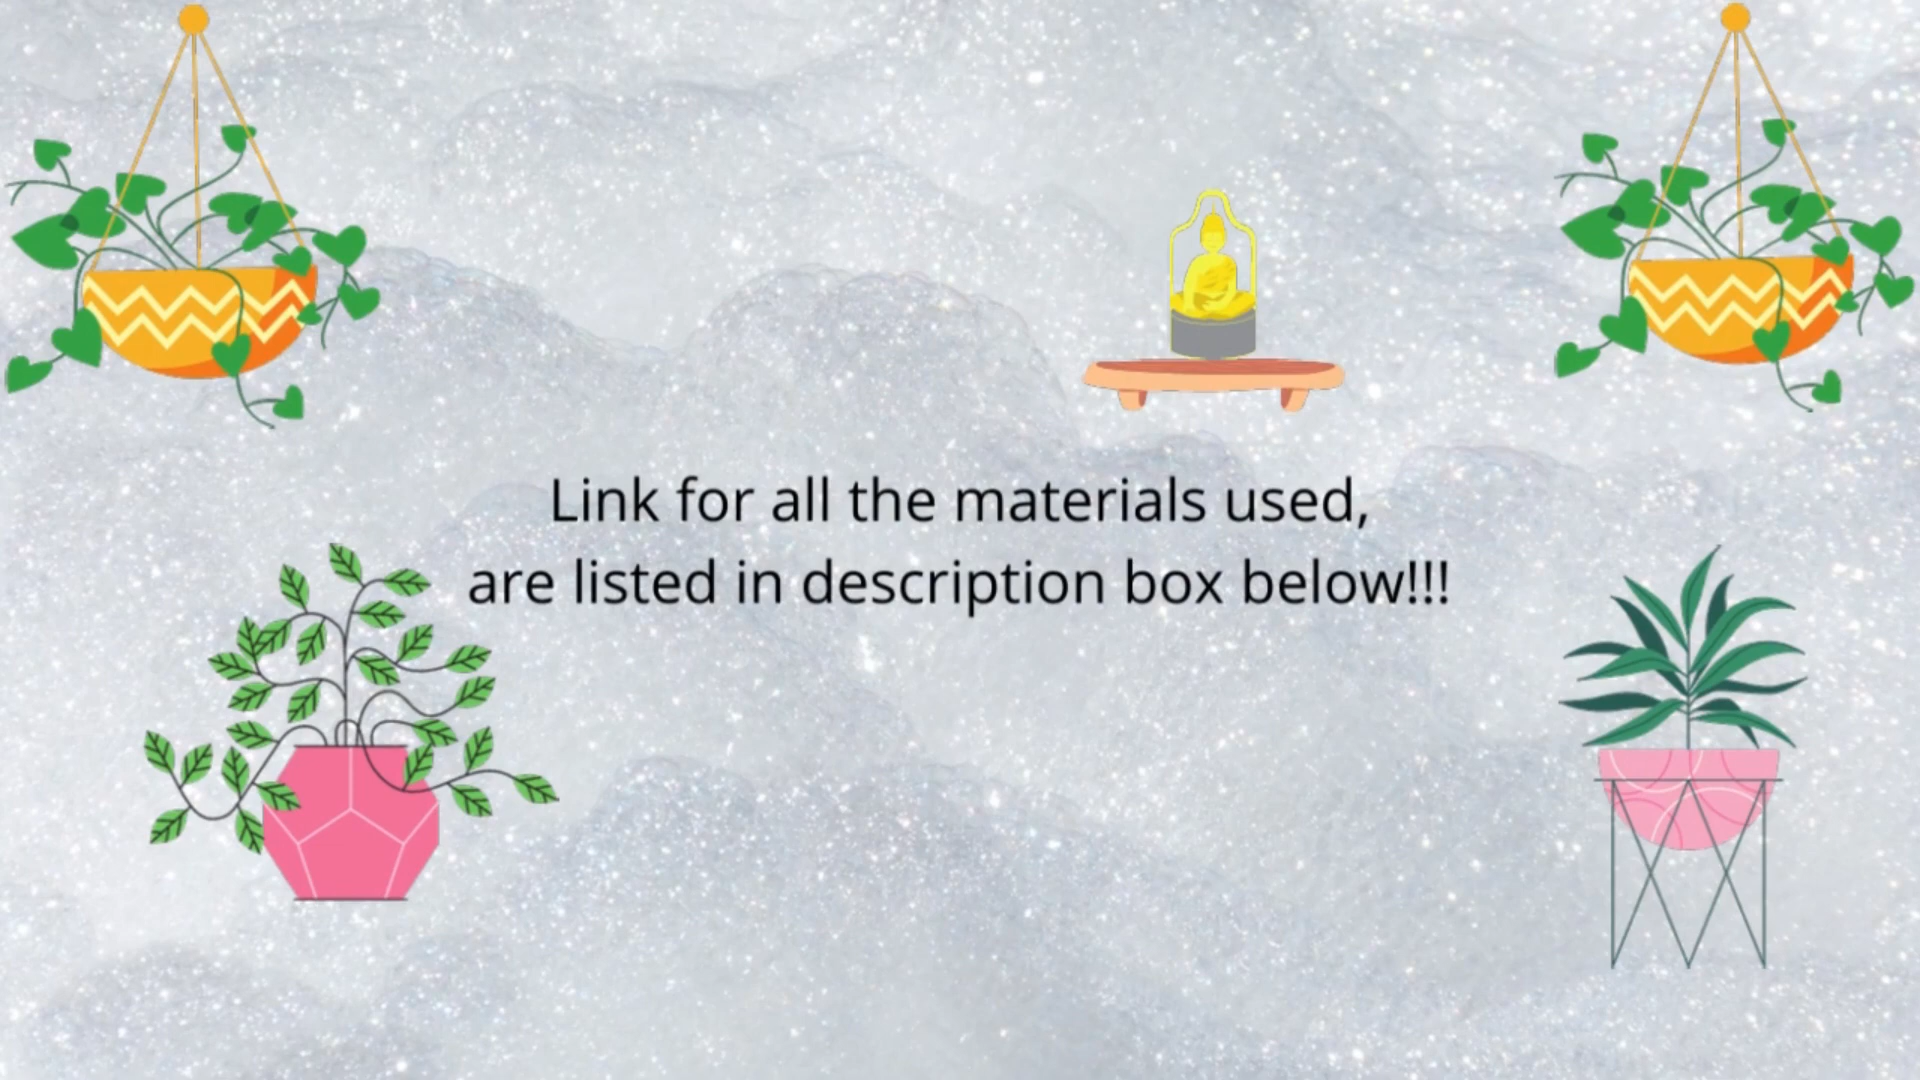 Link for all the materials used,
are listed in description box below!!!